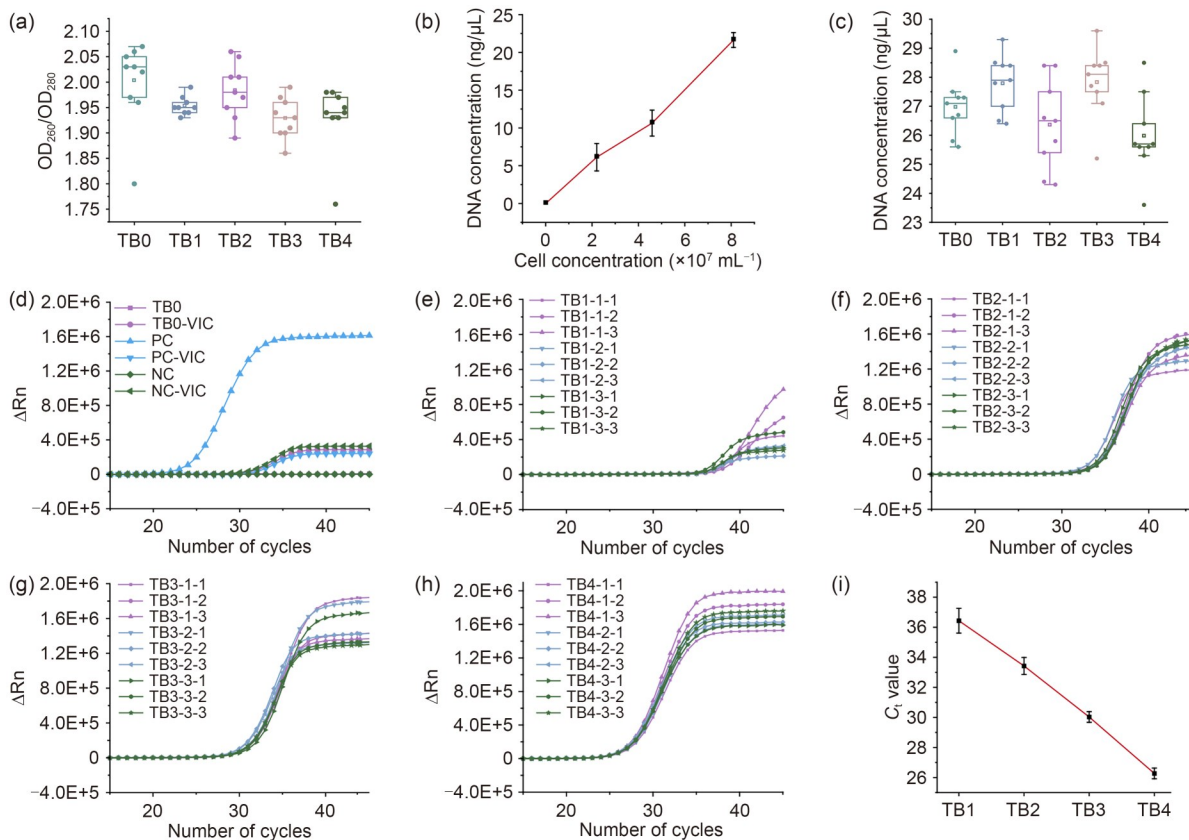 (a)
2.10
2.05
2.00
1.95
1.90
1.85
1.80
1.75
OD260/OD280
TB0 TB1 TB2 TB3 TB4
(b)
25
20
15
10
5
0
DNA concentration (ng/μL)
0 2 4 6 8
Cell concentration (×10⁷ mL⁻¹)
(c)
30
29
28
27
26
25
24
23
DNA concentration (ng/μL)
TB0 TB1 TB2 TB3 TB4
(d)
2.0E+6
1.6E+6
1.2E+6
8.0E+5
4.0E+5
0
−4.0E+5
ΔRn
TB0
TB0-VIC
PC
PC-VIC
NC
NC-VIC
20 30 40
Number of cycles
(e)
2.0E+6
1.6E+6
1.2E+6
8.0E+5
4.0E+5
0
−4.0E+5
ΔRn
TB1-1-1
TB1-1-2
TB1-1-3
TB1-2-1
TB1-2-2
TB1-2-3
TB1-3-1
TB1-3-2
TB1-3-3
20 30 40
Number of cycles
(f)
2.0E+6
1.6E+6
1.2E+6
8.0E+5
4.0E+5
0
−4.0E+5
ΔRn
TB2-1-1
TB2-1-2
TB2-1-3
TB2-2-1
TB2-2-2
TB2-2-3
TB2-3-1
TB2-3-2
TB2-3-3
20 30 40
Number of cycles
(g)
2.0E+6
1.6E+6
1.2E+6
8.0E+5
4.0E+5
0
−4.0E+5
ΔRn
TB3-1-1
TB3-1-2
TB3-1-3
TB3-2-1
TB3-2-2
TB3-2-3
TB3-3-1
TB3-3-2
TB3-3-3
20 30 40
Number of cycles
(h)
2.0E+6
1.6E+6
1.2E+6
8.0E+5
4.0E+5
0
−4.0E+5
ΔRn
TB4-1-1
TB4-1-2
TB4-1-3
TB4-2-1
TB4-2-2
TB4-2-3
TB4-3-1
TB4-3-2
TB4-3-3
20 30 40
Number of cycles
(i)
38
36
34
32
30
28
26
Ct value
TB1 TB2 TB3 TB4